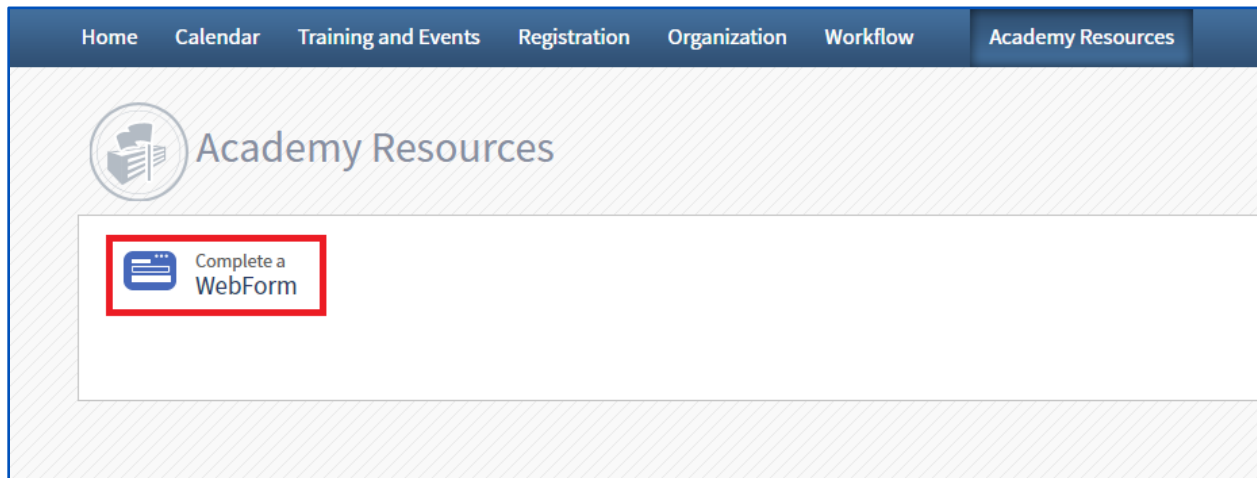 Home Calendar Training and Events Registration Organization Workflow Academy Resources
Academy Resources
Complete a
WebForm